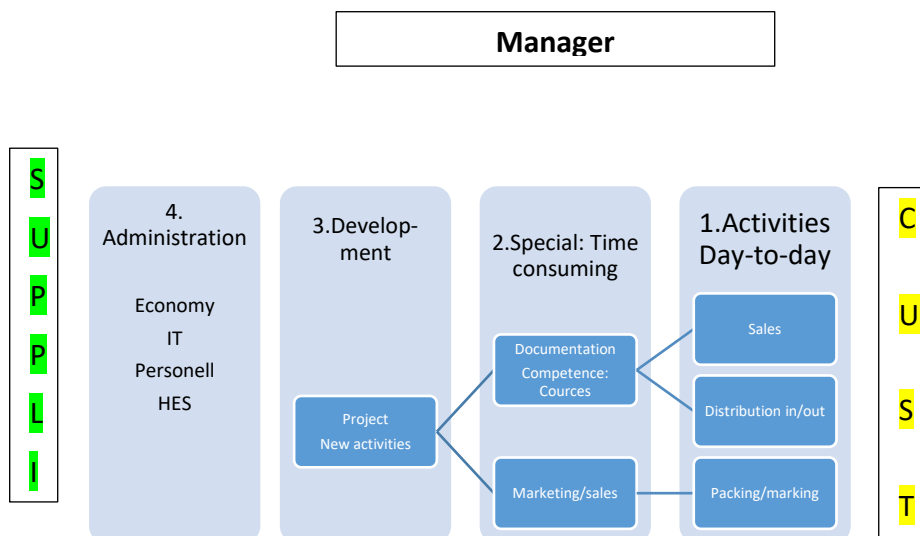 Manager
S
U
P
P
L
I
4.
Administration
Economy
IT
Personell
HES
3.Develop-
ment
Project
New activities
2.Special: Time
consuming
Documentation
Competence:
Cources
Marketing/sales
1.Activities
Day-to-day
Sales
Distribution in/out
Packing/marking
C
U
S
T